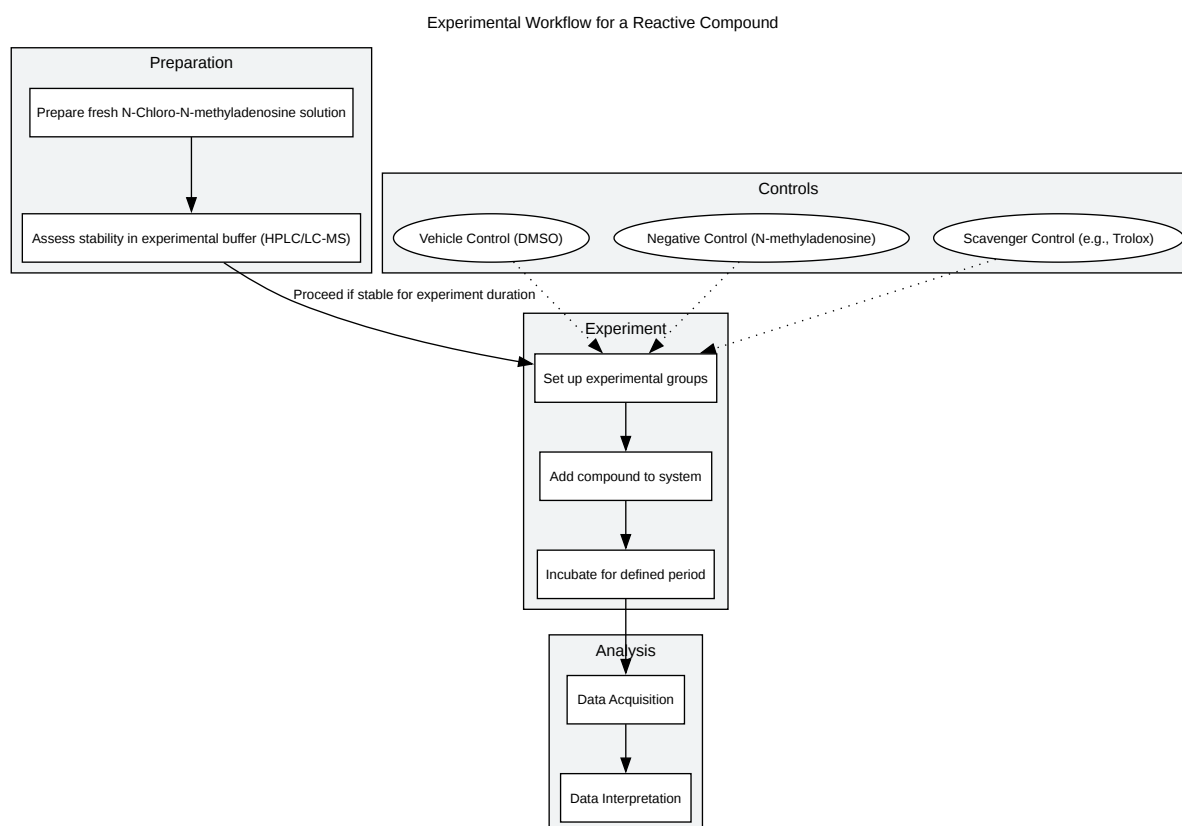 Experimental Workflow for a Reactive Compound
Preparation
Prepare fresh N-Chloro-N-methyladenosine solution
Assess stability in experimental buffer (HPLC/LC-MS)
Controls
Vehicle Control (DMSO)
Negative Control (N-methyladenosine)
Scavenger Control (e.g., Trolox)
Proceed if stable for experiment duration
Experiment
Set up experimental groups
Add compound to system
Incubate for defined period
Analysis
Data Acquisition
Data Interpretation